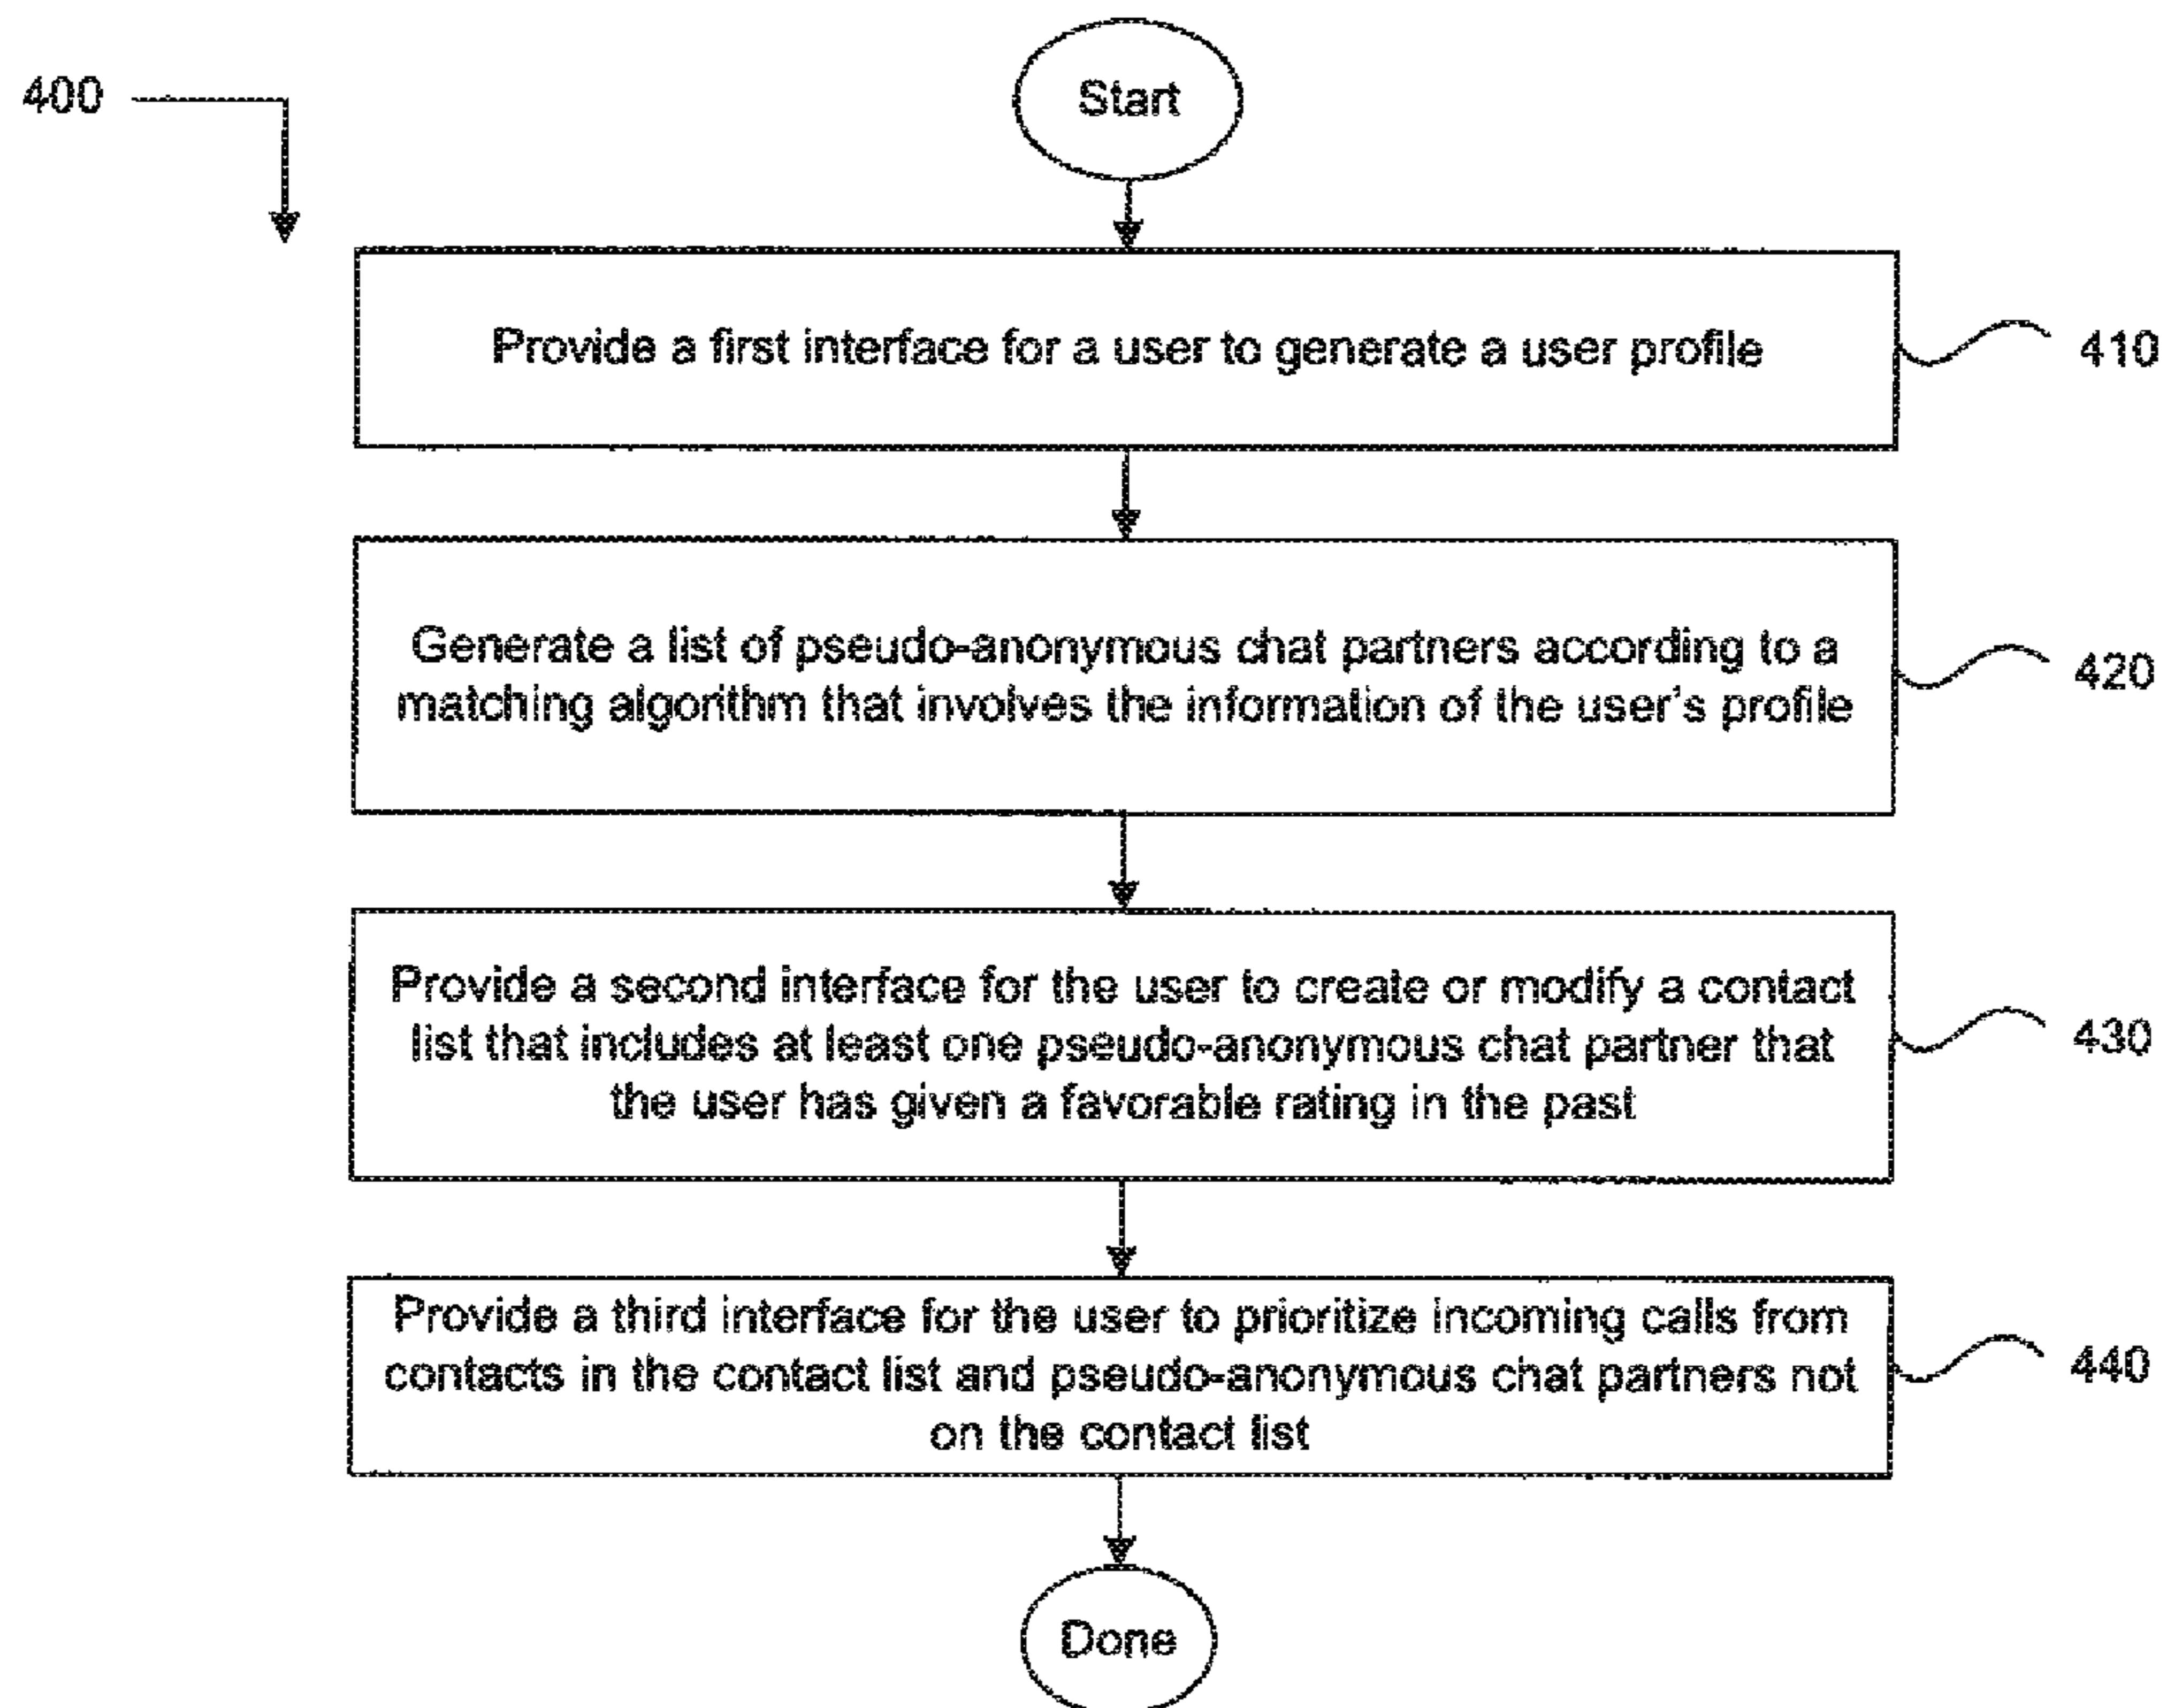 400
Start
Provide a first interface for a user to generate a user profile
410
Generate a list of pseudo-anonymous chat partners according to a
matching algorithm that involves the information of the user's profile
420
Provide a second interface for the user to create or modify a contact
list that includes at least one pseudo-anonymous chat partner that
the user has given a favorable rating in the past
430
Provide a third interface for the user to prioritize incoming calls from
contacts in the contact list and pseudo-anonymous chat partners not
on the contact list
440
Done